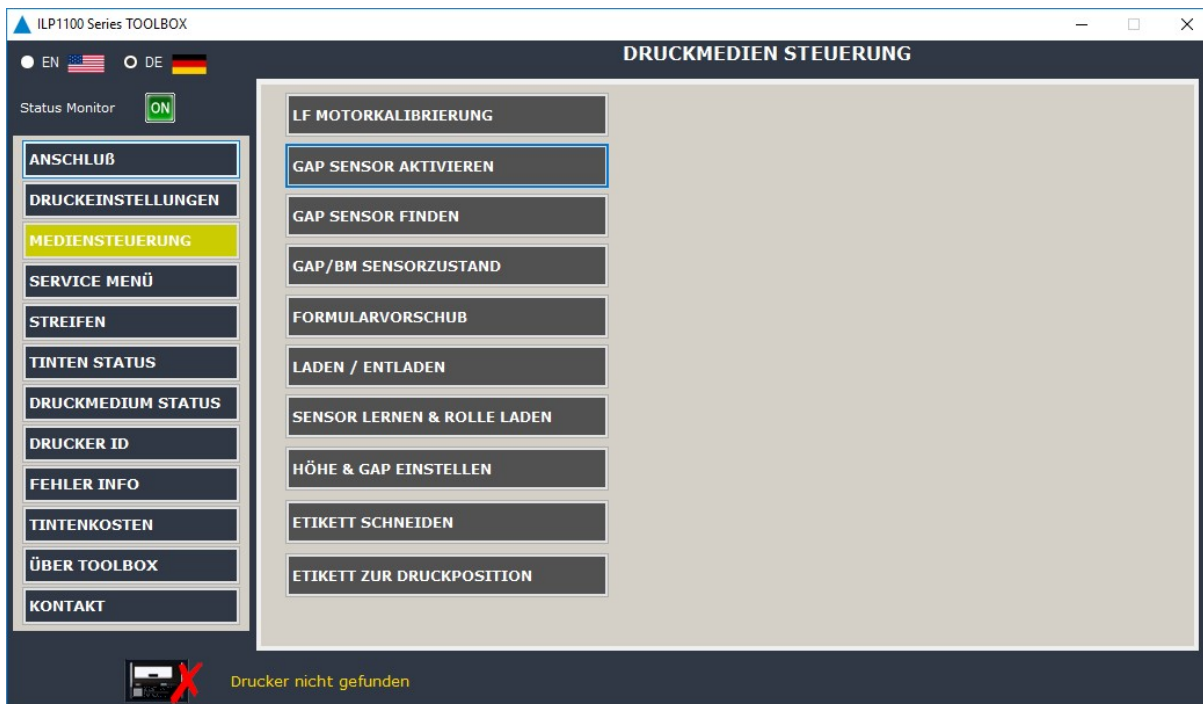 ILP1100 Series TOOLBOX
EN
DE
DRUCKMEDIEN STEUERUNG
Status Monitor
ON
ANSCHLUß
DRUCKEINSTELLUNGEN
MEDIENSTEUERUNG
SERVICE MENÜ
STREIFEN
TINTEN STATUS
DRUCKMEDIUM STATUS
DRUCKER ID
FEHLER INFO
TINTENKOSTEN
ÜBER TOOLBOX
KONTAKT
LF MOTORKALIBRIERUNG
GAP SENSOR AKTIVIEREN
GAP SENSOR FINDEN
GAP/BM SENSORZUSTAND
FORMULARVORSCHUB
LADEN / ENTLADEN
SENSOR LERNEN & ROLLE LADEN
HÖHE & GAP EINSTELLEN
ETIKETT SCHNEIDEN
ETIKETT ZUR DRUCKPOSITION
Drucker nicht gefunden